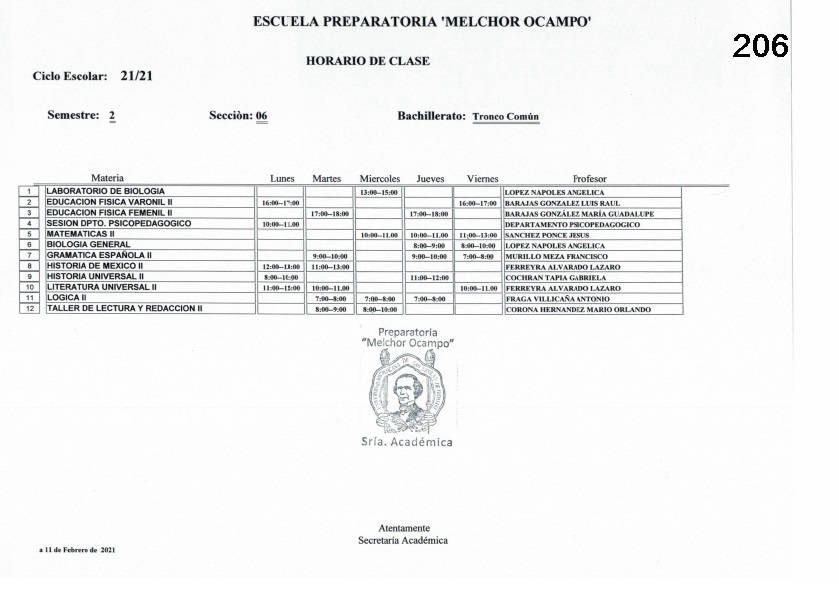 ESCUELA PREPARATORIA 'MELCHOR OCAMPO'
206
HORARIO DE CLASE
Ciclo Escolar: 21/21
Semestre: 2 Secciòn: 06 Bachillerato: Tronco Común
Materia Lunes Martes Miercoles Jueves Viernes Profesor
1 LABORATORIO DE BIOLOGIA 13:00--15:00 LOPEZ NAPOLES ANGELICA
2 EDUCACION FISICA VARONIL II 16:00--17:00 16:00--17:00 BARAJAS GONZALEZ LUIS RAUL
3 EDUCACION FISICA FEMENIL II 17:00--18:00 17:00--18:00 BARAJAS GONZÁLEZ MARÍA GUADALUPE
4 SESION DPTO. PSICOPEDAGOGICO 10:00--11.00 DEPARTAMENTO PSICOPEDAGOGICO
5 MATEMATICAS II 10:00--11.00 10:00--11.00 11:00--13:00 SANCHEZ PONCE JESUS
6 BIOLOGIA GENERAL 8:00--9:00 8:00--10:00 LOPEZ NAPOLES ANGELICA
7 GRAMATICA ESPAÑOLA II 9:00--10:00 9:00--10:00 7:00--8:00 MURILLO MEZA FRANCISCO
8 HISTORIA DE MEXICO II 12:00--13:00 11:00--13:00 FERREYRA ALVARADO LAZARO
9 HISTORIA UNIVERSAL II 8:00--10:00 11:00--12:00 COCHRAN TAPIA GABRIELA
10 LITERATURA UNIVERSAL II 11:00--12:00 10:00--11.00 10:00--11.00 FERREYRA ALVARADO LAZARO
11 LOGICA II 7:00--8:00 7:00--8:00 7:00--8:00 FRAGA VILLICAÑA ANTONIO
12 TALLER DE LECTURA Y REDACCION II 8:00--9:00 8:00--10:00 CORONA HERNANDEZ MARIO ORLANDO
Preparatoria
"Melchor Ocampo"
Sría. Académica
Atentamente
Secretaría Académica
a 11 de Febrero de 2021